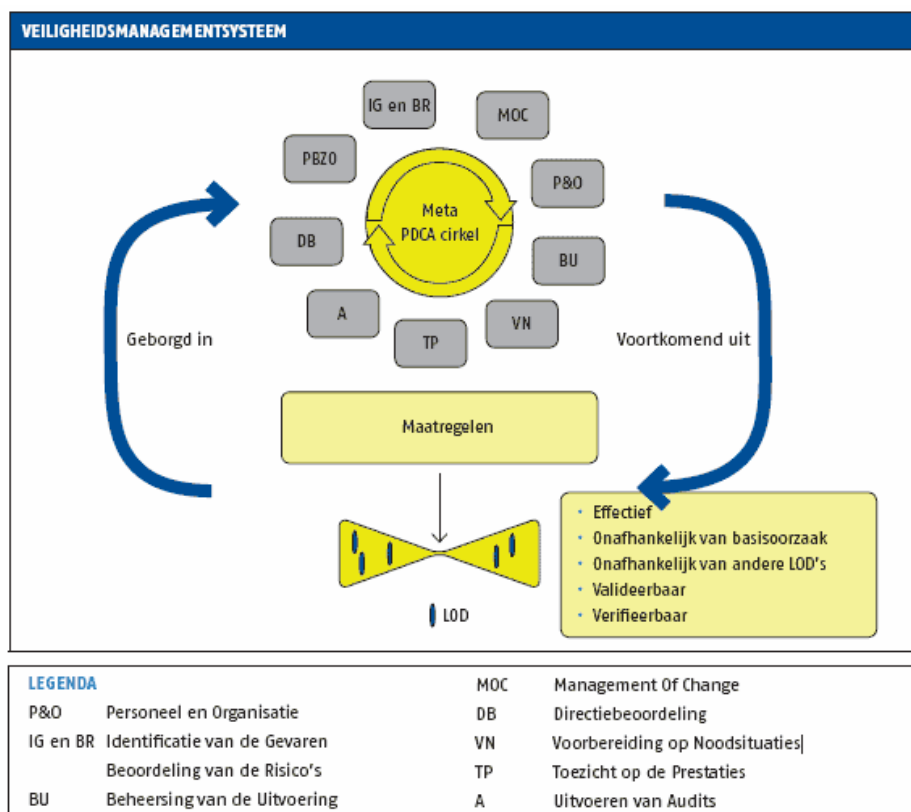 VEILIGHEIDSMANAGEMENTSYSTEEM
IG en BR
MOC
PBZO
P&O
Meta
PDCA cirkel
DB
BU
A
VN
TP
Geborgd in
Voortkomend uit
Maatregelen
• Effectief
• Onafhankelijk van basisoorzaak
• Onafhankelijk van andere LOD's
• Valideerbaar
• Verifieerbaar
LOD
LEGENDA
P&O Personeel en Organisatie
IG en BR Identificatie van de Gevaren
Beoordeling van de Risico's
BU Beheersing van de Uitvoering
MOC Management Of Change
DB Directiebeoordeling
VN Voorbereiding op Noodsituaties
TP Toezicht op de Prestaties
A Uitvoeren van Audits